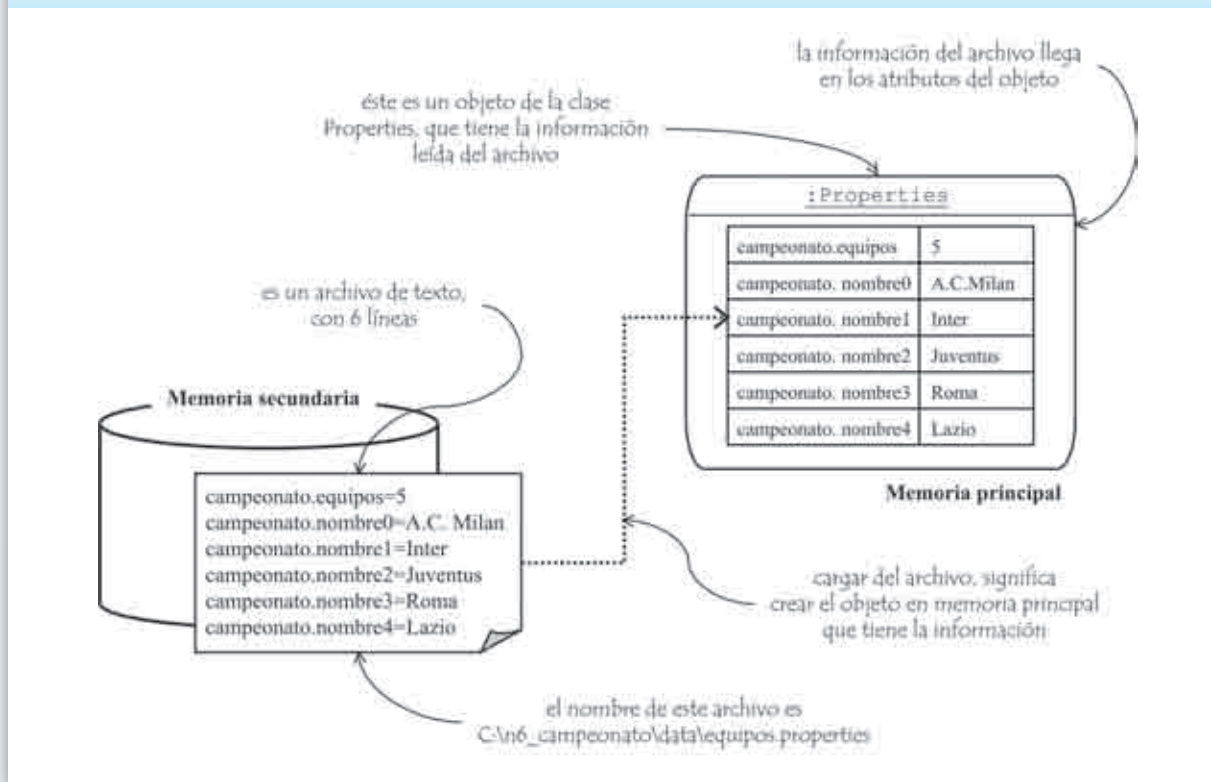 la información del archivo llega
en los atributos del objeto
éste es un objeto de la clase
Properties, que tiene la información
leída del archivo
:Properties
campeonato.equipos 5
campeonato. nombre0 A.C.Milan
campeonato. nombre1 Inter
campeonato. nombre2 Juventus
campeonato. nombre3 Roma
campeonato. nombre4 Lazio
Memoria principal
es un archivo de texto,
con 6 líneas
Memoria secundaria
campeonato.equipos=5
campeonato.nombre0=A.C. Milan
campeonato.nombre1=Inter
campeonato.nombre2=Juventus
campeonato.nombre3=Roma
campeonato.nombre4=Lazio
cargar del archivo, significa
crear el objeto en memoria principal
que tiene la información
el nombre de este archivo es
C:\n6_campeonato\data\equipos.properties